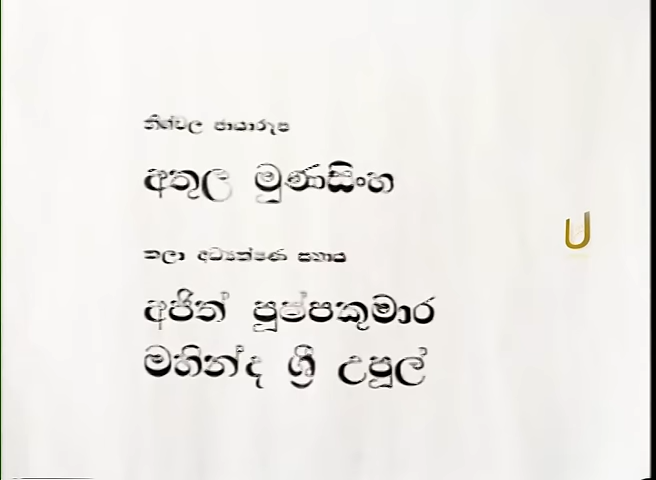 නිශ්චල ඡායාරූප
අතුල මුණසිංහ
කලා අධ්‍යක්ෂණ සහාය
අජිත් පුෂ්පකුමාර
මහින්ද ශ්‍රී උපුල්
U